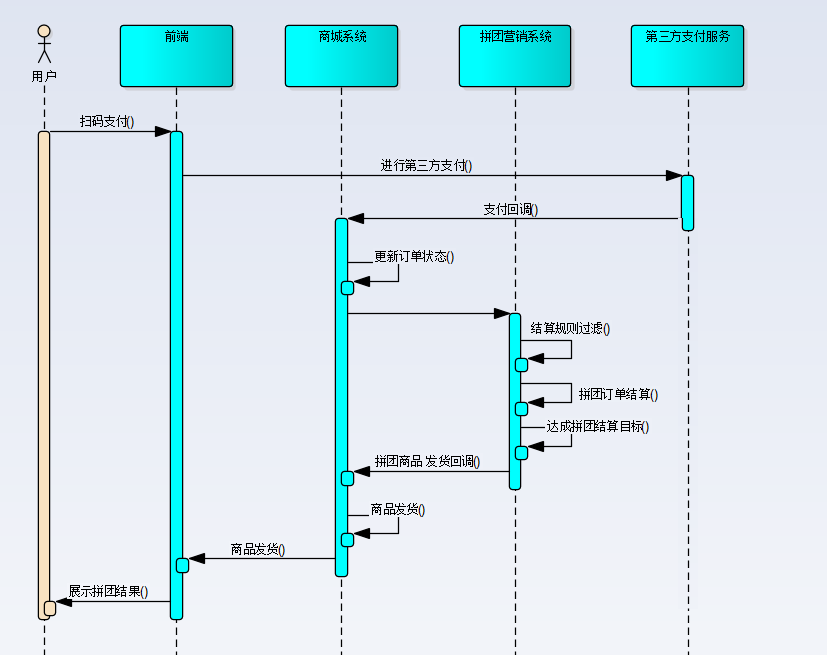 前端
商城系统
拼团营销系统
第三方支付服务
用户
扫码支付()
进行第三方支付()
支付回调()
更新订单状态()
结算规则过滤()
拼团订单结算()
达成拼团结算目标()
拼团商品 发货回调()
商品发货()
商品发货()
展示拼团结果()